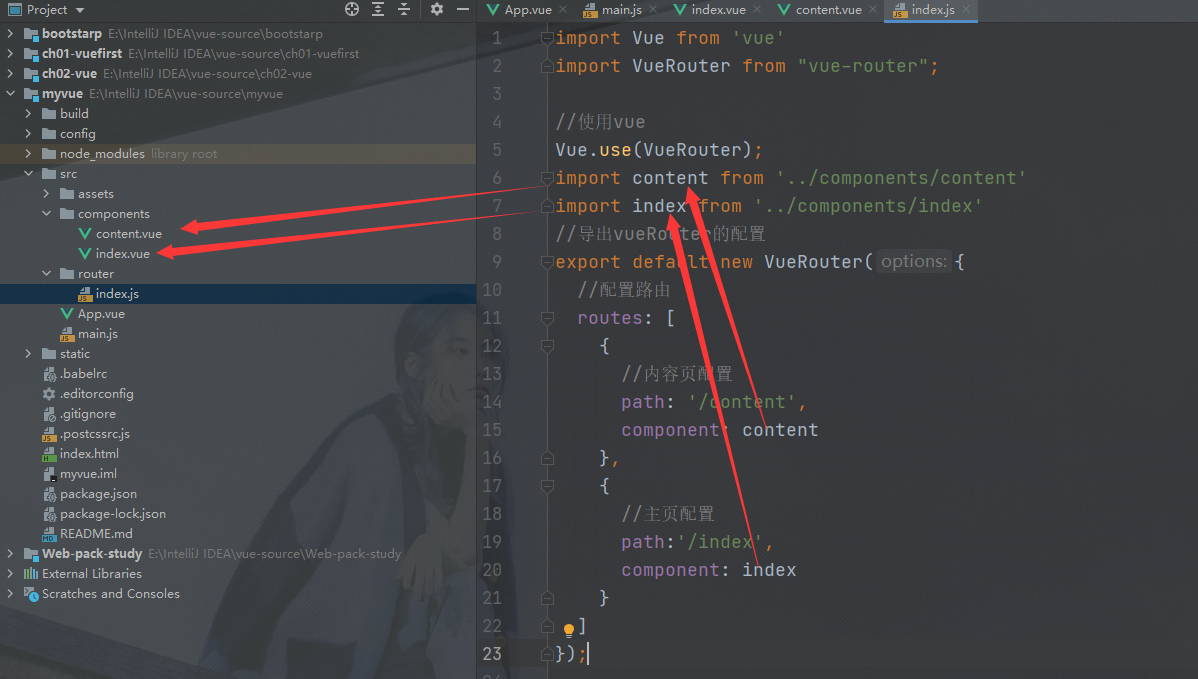 Project
bootstarp E:\IntelliJ IDEA\vue-source\bootstarp
ch01-vuefirst E:\IntelliJ IDEA\vue-source\ch01-vuefirst
ch02-vue E:\IntelliJ IDEA\vue-source\ch02-vue
myvue E:\IntelliJ IDEA\vue-source\myvue
build
config
node_modules library root
src
assets
components
content.vue
index.vue
router
index.js
App.vue
main.js
static
.babelrc
.editorconfig
.gitignore
.postcssrc.js
index.html
myvue.iml
package.json
package-lock.json
README.md
Web-pack-study E:\IntelliJ IDEA\vue-source\Web-pack-study
External Libraries
Scratches and Consoles
App.vue main.js index.vue content.vue index.js
1 import Vue from 'vue'
2 import VueRouter from "vue-router";
3
4 //使用vue
5 Vue.use(VueRouter);
6 import content from '../components/content'
7 import index from '../components/index'
8 //导出vueRouter的配置
9 export default new VueRouter( options: {
10 //配置路由
11 routes: [
12 {
13 //内容页配置
14 path: '/content',
15 component: content
16 },
17 {
18 //主页配置
19 path:'/index',
20 component: index
21 }
22 ]
23 });